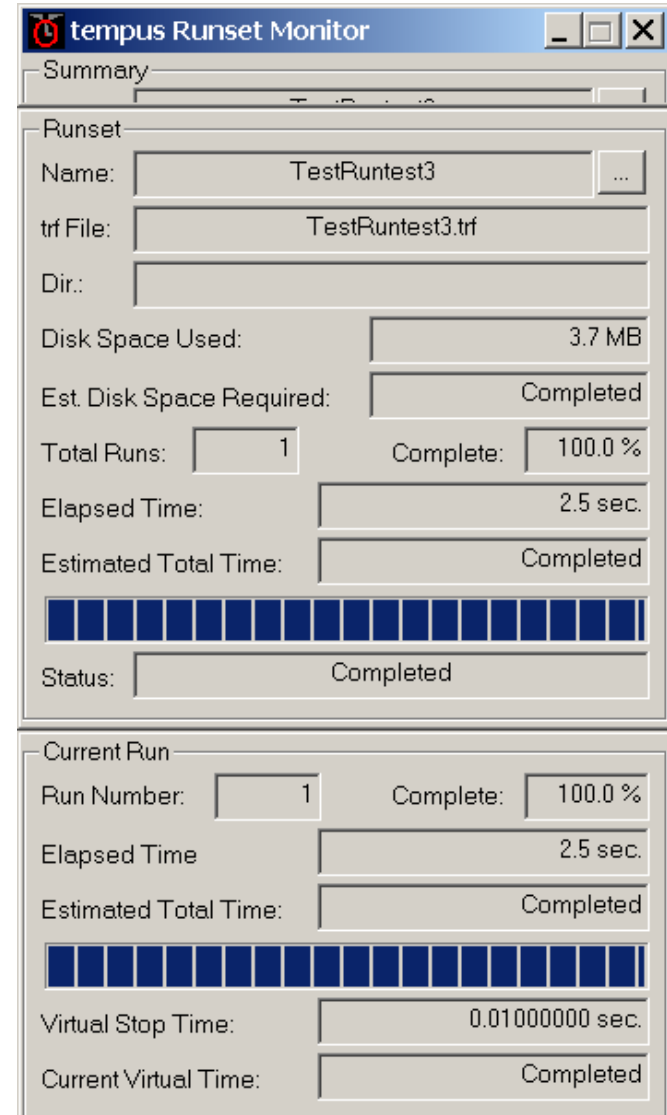 tempus Runset Monitor
Summary
Runset
Name: TestRuntest3 ...
trf File: TestRuntest3.trf
Dir.:
Disk Space Used: 3.7 MB
Est. Disk Space Required: Completed
Total Runs: 1 Complete: 100.0 %
Elapsed Time: 2.5 sec.
Estimated Total Time: Completed
Status: Completed
Current Run
Run Number: 1 Complete: 100.0 %
Elapsed Time 2.5 sec.
Estimated Total Time: Completed
Virtual Stop Time: 0.01000000 sec.
Current Virtual Time: Completed